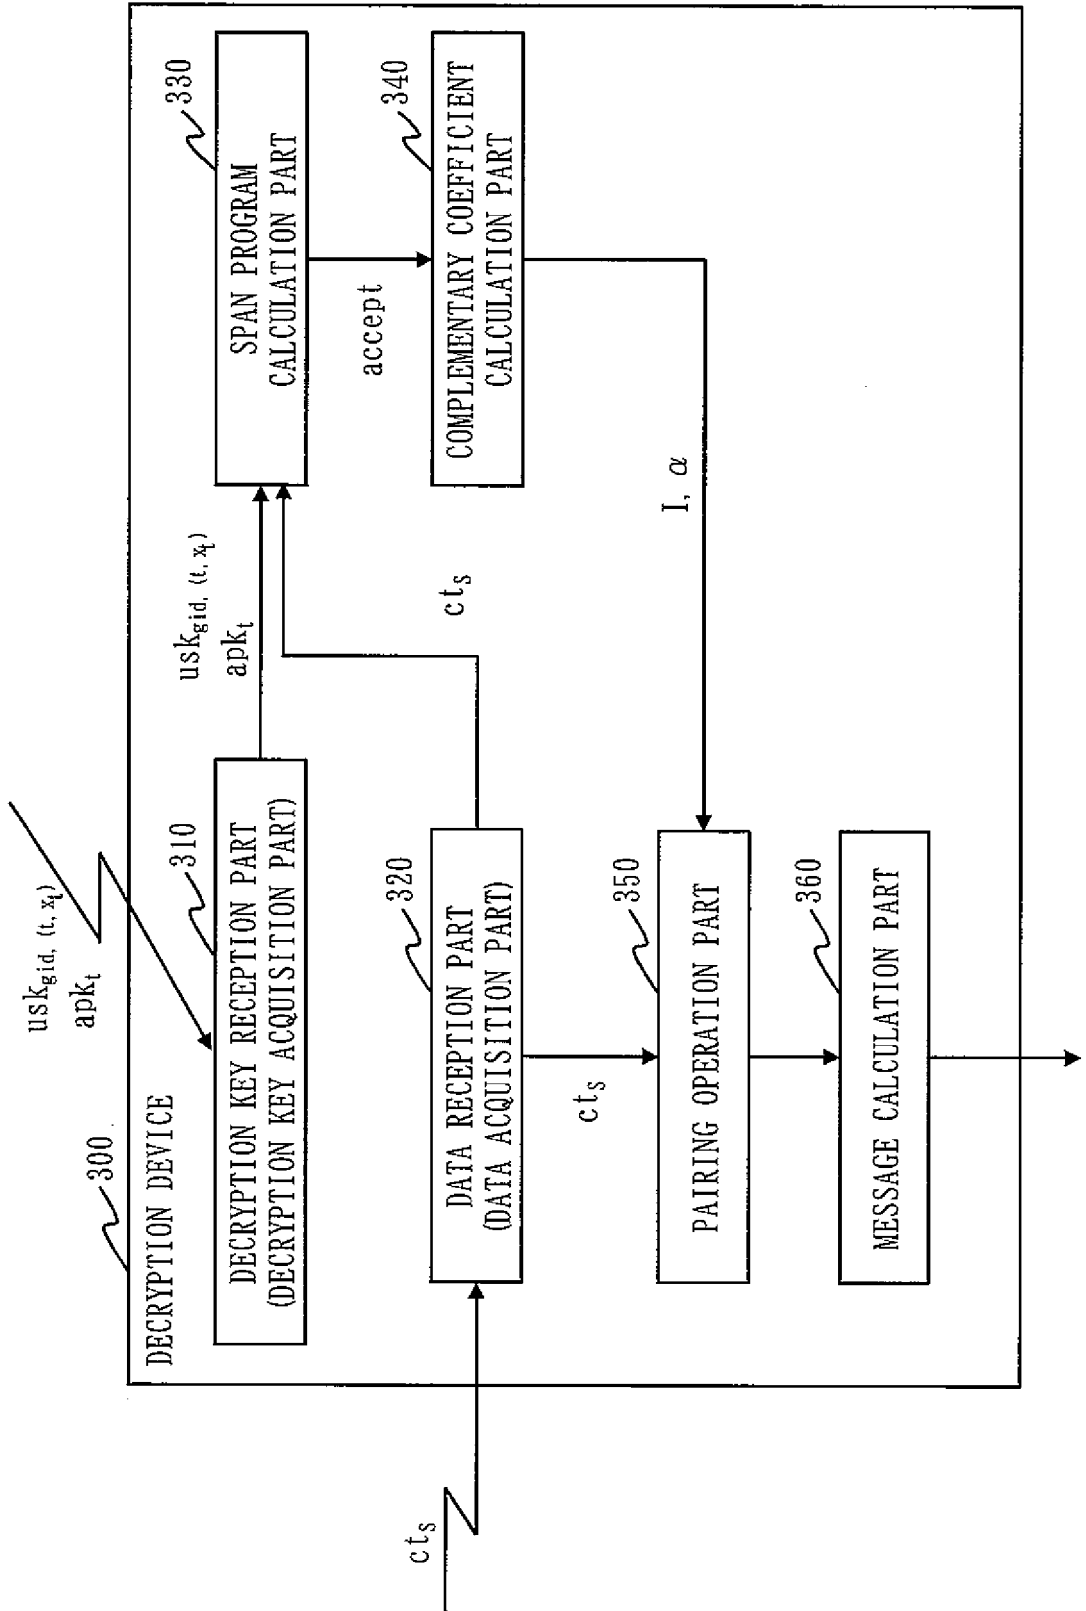 300
DECRYPTION DEVICE
usk_gid, (t, x_t)
apk_t
310
DECRYPTION KEY RECEPTION PART
(DECRYPTION KEY ACQUISITION PART)
usk_gid, (t, x_t)
apk_t
330
SPAN PROGRAM
CALCULATION PART
ct_s
320
DATA RECEPTION PART
(DATA ACQUISITION PART)
ct_s
accept
340
COMPLEMENTARY COEFFICIENT
CALCULATION PART
ct_s
I, α
350
PAIRING OPERATION PART
360
MESSAGE CALCULATION PART